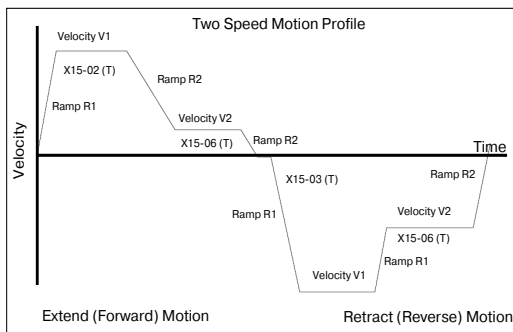 Two Speed Motion Profile
Velocity V1
X15-02 (T)
Ramp R2
Ramp R1
Velocity V2
X15-06 (T)
Ramp R2
Velocity
Time
X15-03 (T)
Ramp R2
Ramp R1
Velocity V2
X15-06 (T)
Ramp R1
Velocity V1
Extend (Forward) Motion
Retract (Reverse) Motion